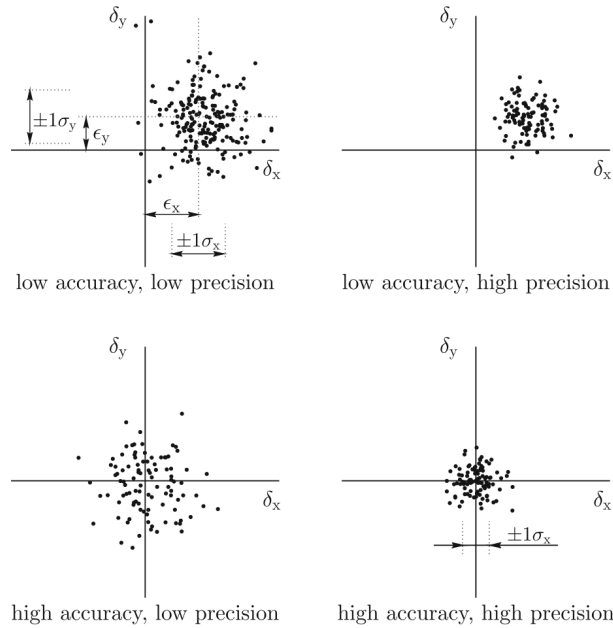 δy
δy
±1σy
ϵy
δx
δx
ϵx
±1σx
low accuracy, low precision
low accuracy, high precision
δy
δy
δx
δx
±1σx
high accuracy, low precision
high accuracy, high precision